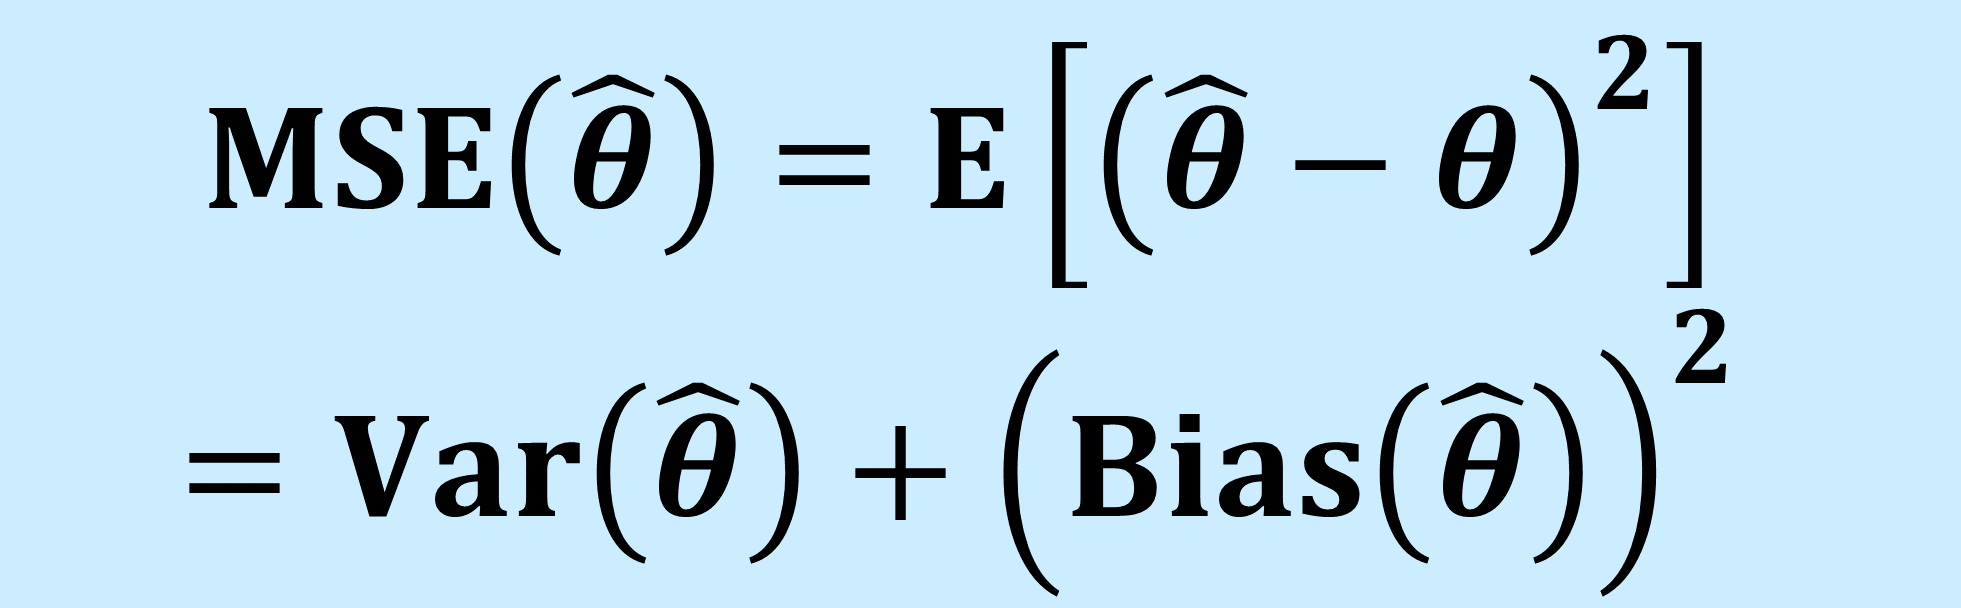 MSE(θ̂) = E[(θ̂ − θ)²]
= Var(θ̂) + (Bias(θ̂))²